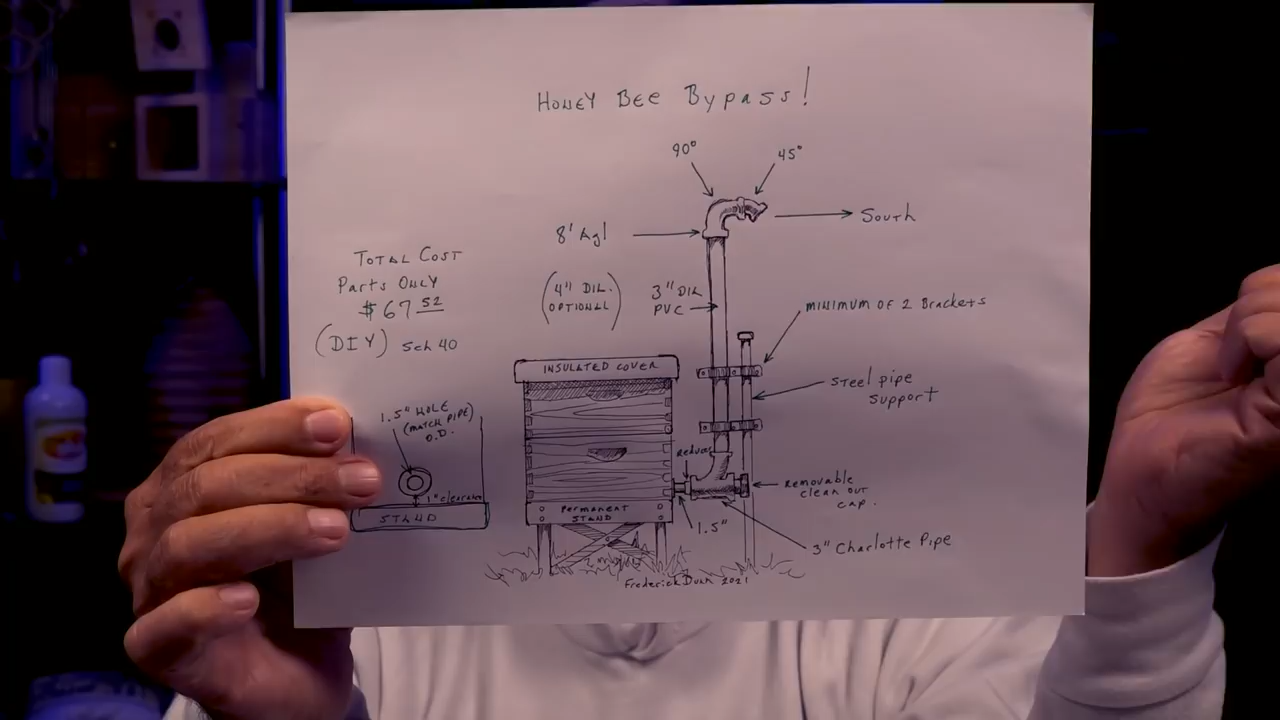 HONEY BEE BYPASS!
90°
45°
SOUTH
8' Agl
TOTAL COST
PARTS ONLY
$67.52
(DIY) Sch 40
(4" DIA.
OPTIONAL)
3" DIA
PVC
MINIMUM OF 2 BRACKETS
INSULATED COVER
STEEL PIPE
SUPPORT
1.5" HOLE
(MATCH PIPE)
O.D.
1" clearance
STAND
Reducer
REMOVABLE
CLEAN OUT
CAP.
PERMANENT
STAND
1.5"
3" CHARLOTTE PIPE
Frederick Dunn 2021